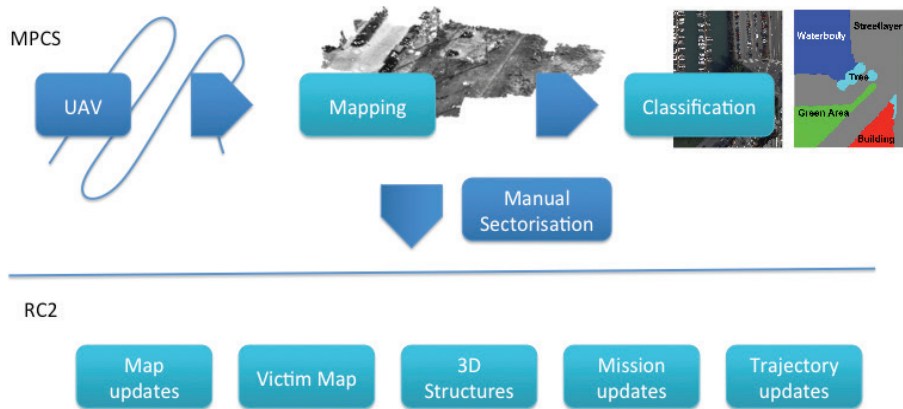 MPCS
UAV
Mapping
Classification
Waterbody
Streetlayer
Tree
Green Area
Building
Manual
Sectorisation
RC2
Map
updates
Victim Map
3D
Structures
Mission
updates
Trajectory
updates